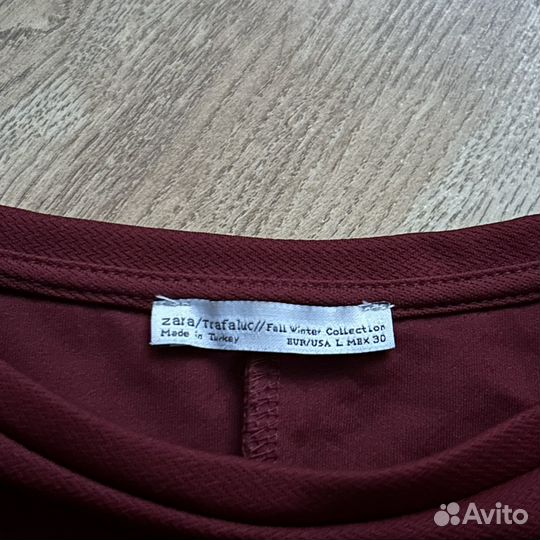 zara/Trafaluc//Fall Winter Collection
Made in Turkey EUR/USA L MEX 30
Avito